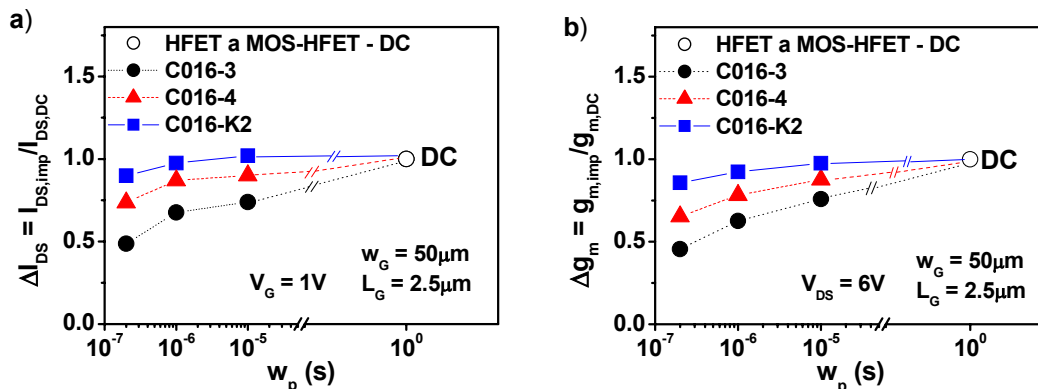 a)
HFET a MOS-HFET - DC
C016-3
C016-4
C016-K2
DC
w_G = 50μm
V_G = 1V
L_G = 2.5μm
ΔI_DS = I_DS,imp/I_DS,DC
1.5
1.0
0.5
0.0
10^-7 10^-6 10^-5 10^0
w_p (s)
b)
HFET a MOS-HFET - DC
C016-3
C016-4
C016-K2
DC
w_G = 50μm
V_DS = 6V
L_G = 2.5μm
Δg_m = g_m,imp/g_m,DC
1.5
1.0
0.5
0.0
10^-7 10^-6 10^-5 10^0
w_p (s)